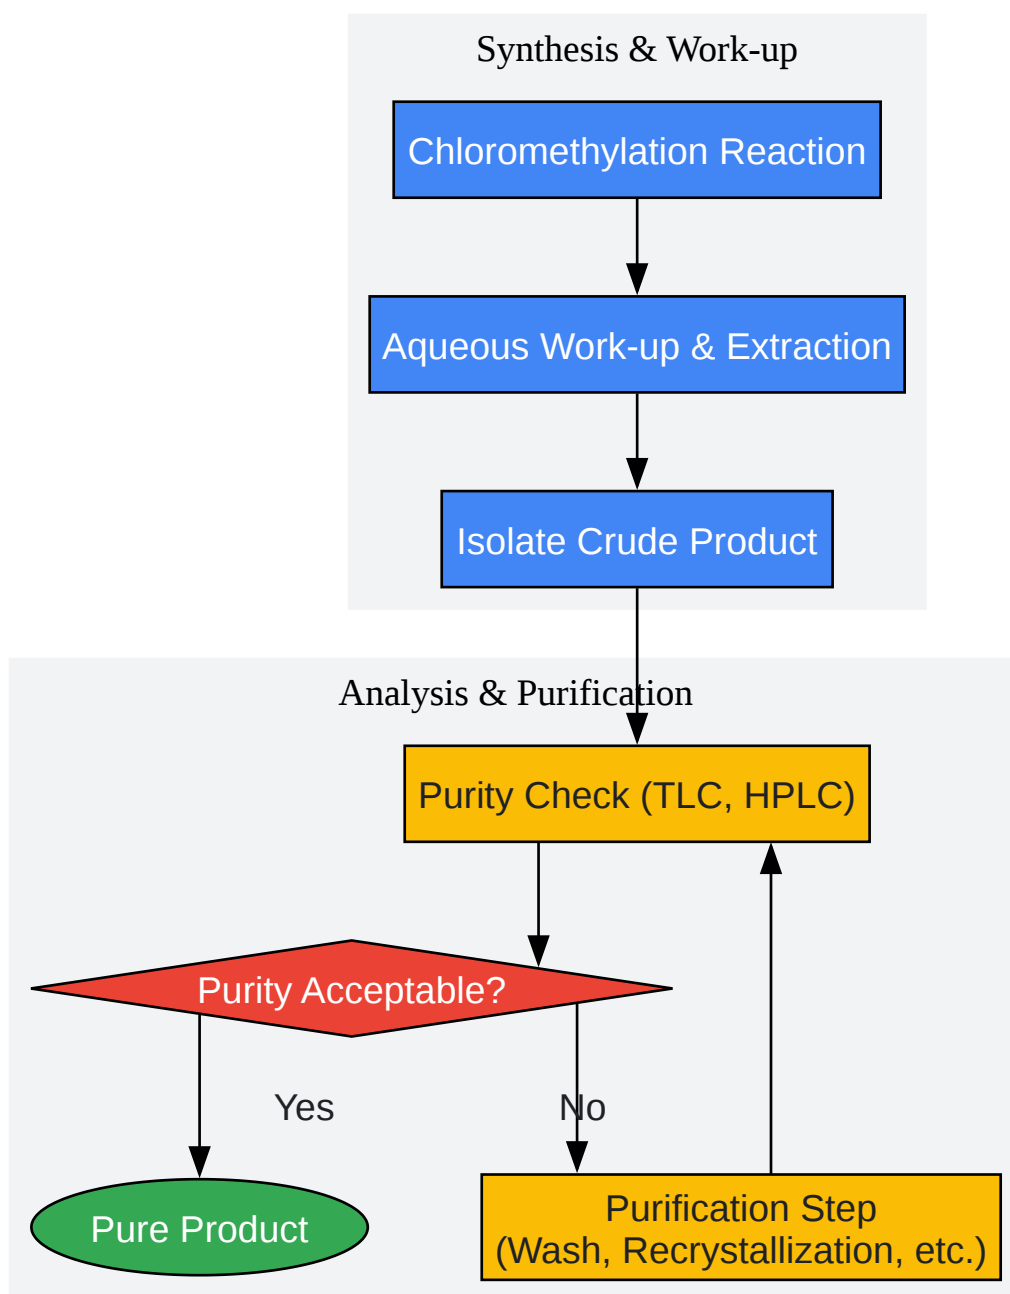 Synthesis & Work-up
Chloromethylation Reaction
Aqueous Work-up & Extraction
Isolate Crude Product
Analysis & Purification
Purity Check (TLC, HPLC)
Purity Acceptable?
Yes
No
Pure Product
Purification Step
(Wash, Recrystallization, etc.)